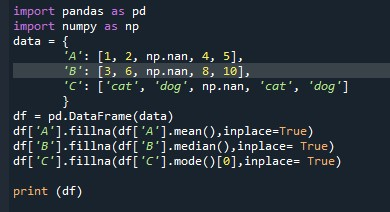 import pandas as pd
import numpy as np
data = {
'A': [1, 2, np.nan, 4, 5],
'B': [3, 6, np.nan, 8, 10],
'C': ['cat', 'dog', np.nan, 'cat', 'dog']
}
df = pd.DataFrame(data)
df['A'].fillna(df['A'].mean(),inplace=True)
df['B'].fillna(df['B'].median(),inplace= True)
df['C'].fillna(df['C'].mode()[0],inplace= True)
print (df)